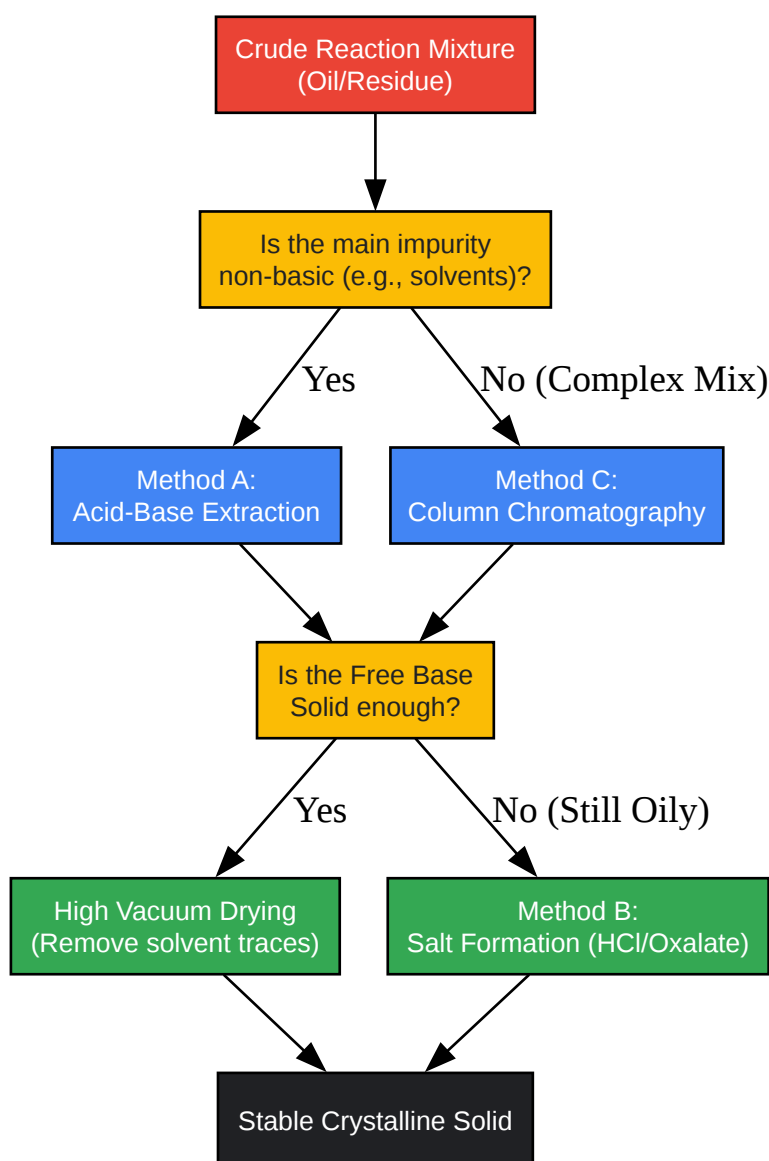 Crude Reaction Mixture
(Oil/Residue)
Is the main impurity
non-basic (e.g., solvents)?
Yes
No (Complex Mix)
Method A:
Acid-Base Extraction
Method C:
Column Chromatography
Is the Free Base
Solid enough?
Yes
No (Still Oily)
High Vacuum Drying
(Remove solvent traces)
Method B:
Salt Formation (HCl/Oxalate)
Stable Crystalline Solid